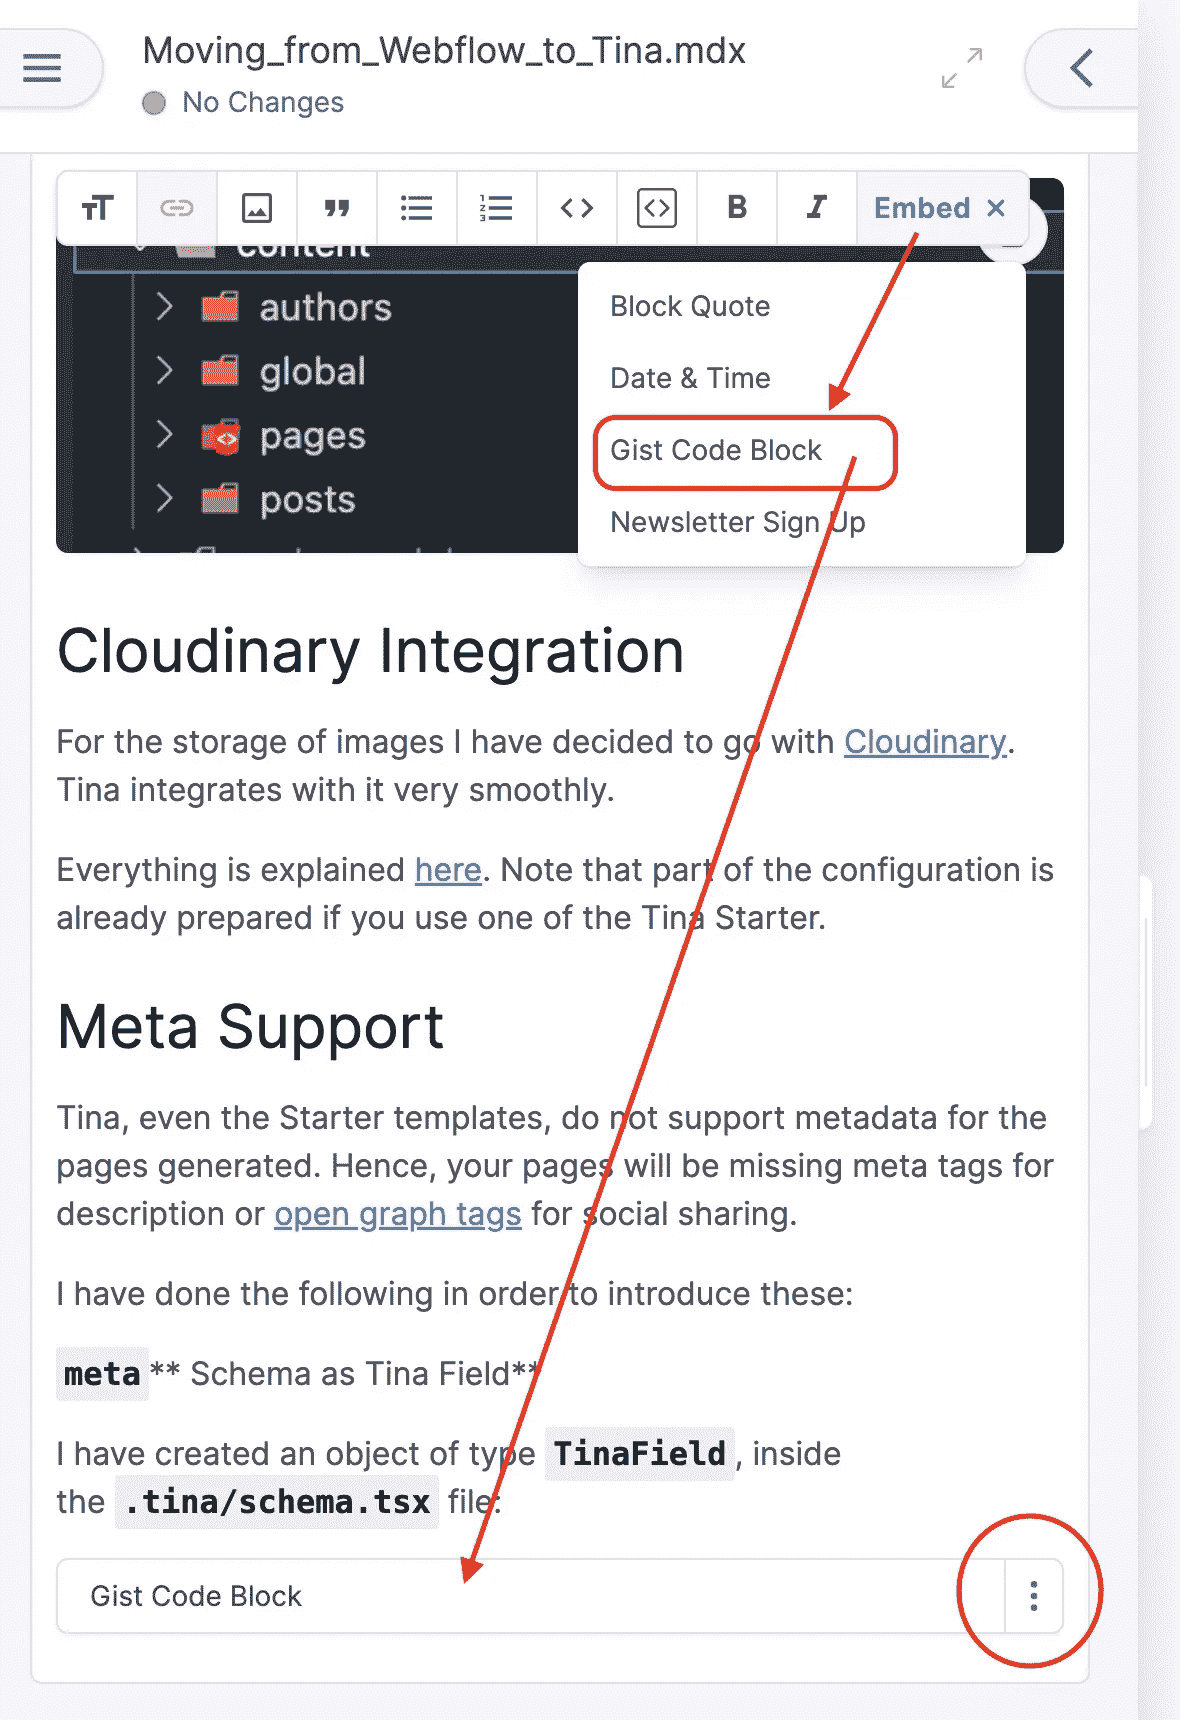 Moving_from_Webflow_to_Tina.mdx
No Changes
B I Embed ×
content
authors
global
pages
posts
Block Quote
Date & Time
Gist Code Block
Newsletter Sign Up
Cloudinary Integration
For the storage of images I have decided to go with Cloudinary.
Tina integrates with it very smoothly.
Everything is explained here. Note that part of the configuration is
already prepared if you use one of the Tina Starter.
Meta Support
Tina, even the Starter templates, do not support metadata for the
pages generated. Hence, your pages will be missing meta tags for
description or open graph tags for social sharing.
I have done the following in order to introduce these:
meta** Schema as Tina Field**
I have created an object of type TinaField, inside
the .tina/schema.tsx file:
Gist Code Block